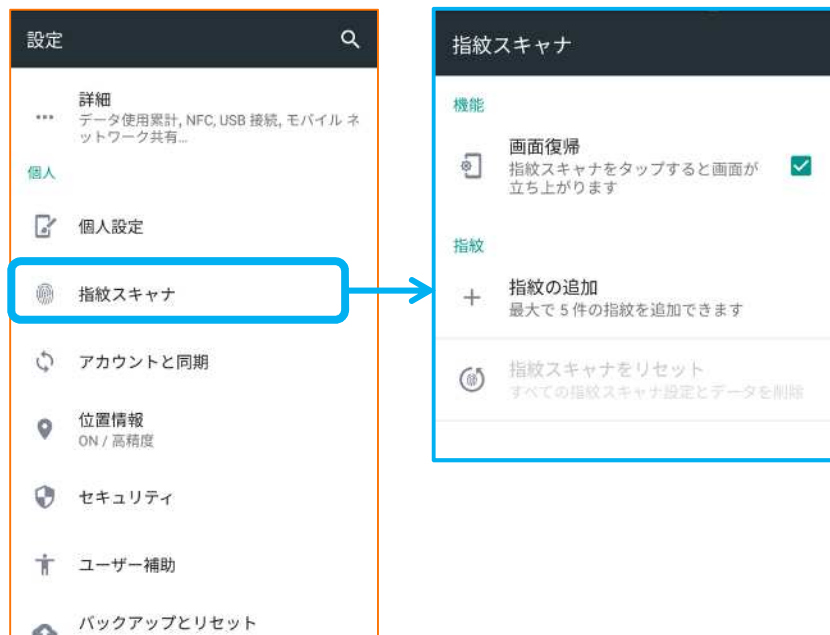 設定
詳細
データ使用累計, NFC, USB 接続, モバイル ネ
ットワーク共有...
個人
個人設定
指紋スキャナ
アカウントと同期
位置情報
ON / 高精度
セキュリティ
ユーザー補助
バックアップとリセット
指紋スキャナ
機能
画面復帰
指紋スキャナをタップすると画面が
立ち上がります
指紋
指紋の追加
最大で 5 件の指紋を追加できます
指紋スキャナをリセット
すべての指紋スキャナ設定とデータを削除